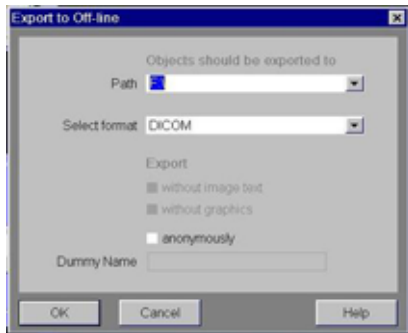 Export to Off-line
Objects should be exported to
Path
Select format DICOM
Export
without image text
without graphics
anonymously
Dummy Name
OK Cancel Help